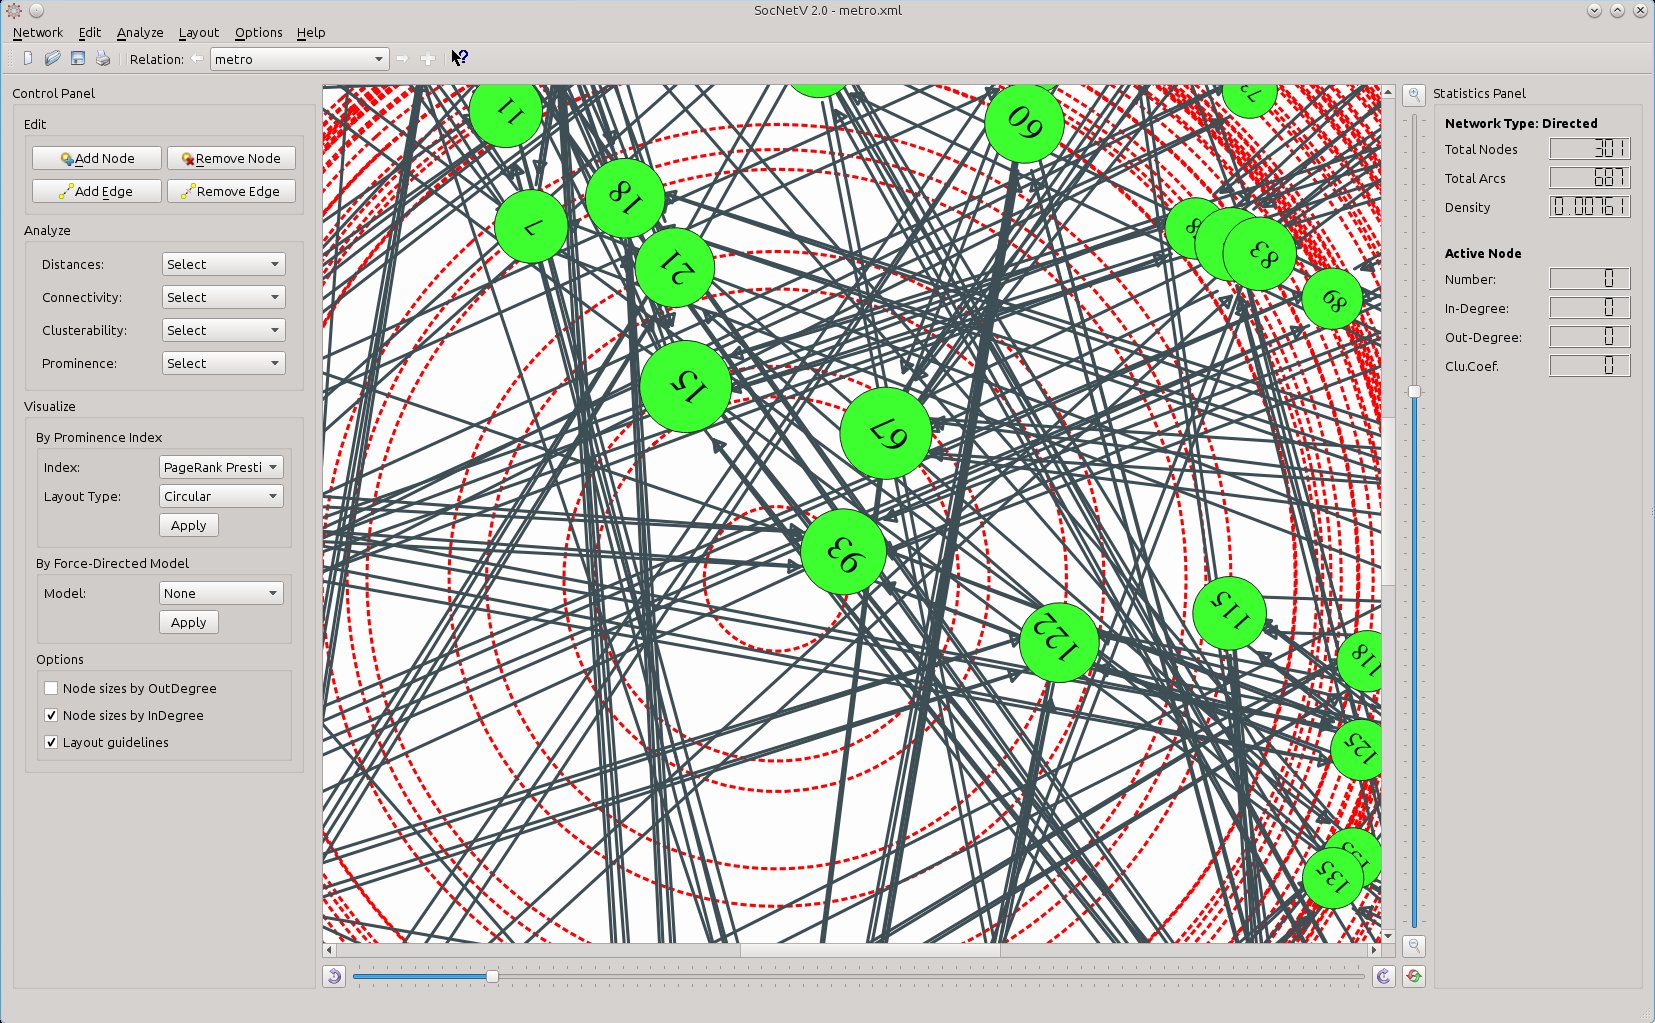 SocNetV 2.0 - metro.xml
Network Edit Analyze Layout Options Help
Relation: metro
Control Panel
Edit
Add Node Remove Node
Add Edge Remove Edge
Analyze
Distances: Select
Connectivity: Select
Clusterability: Select
Prominence: Select
Visualize
By Prominence Index
Index: PageRank Presti
Layout Type: Circular
Apply
By Force-Directed Model
Model: None
Apply
Options
Node sizes by OutDegree
Node sizes by InDegree
Layout guidelines
11
60
18
7
21
83
89
15
67
93
115
122
118
125
135
Statistics Panel
Network Type: Directed
Total Nodes 301
Total Arcs 687
Density 0.00761
Active Node
Number: 0
In-Degree: 0
Out-Degree: 0
Clu.Coef. 0